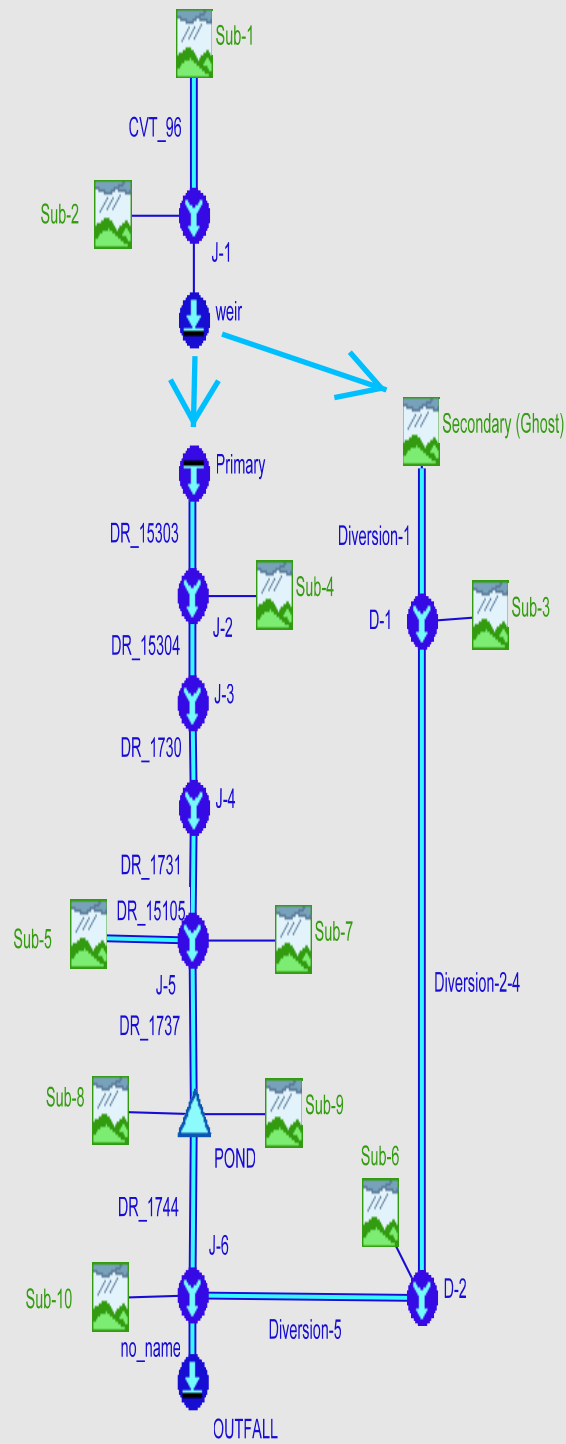 Sub-1
CVT_96
Sub-2
J-1
weir
Secondary (Ghost)
Primary
DR_15303
Diversion-1
Sub-4
Sub-3
D-1
J-2
DR_15304
J-3
DR_1730
J-4
DR_1731
DR_15105
Sub-5
Sub-7
J-5
Diversion-2-4
DR_1737
Sub-8
Sub-9
POND
Sub-6
DR_1744
J-6
D-2
Sub-10
Diversion-5
no_name
OUTFALL